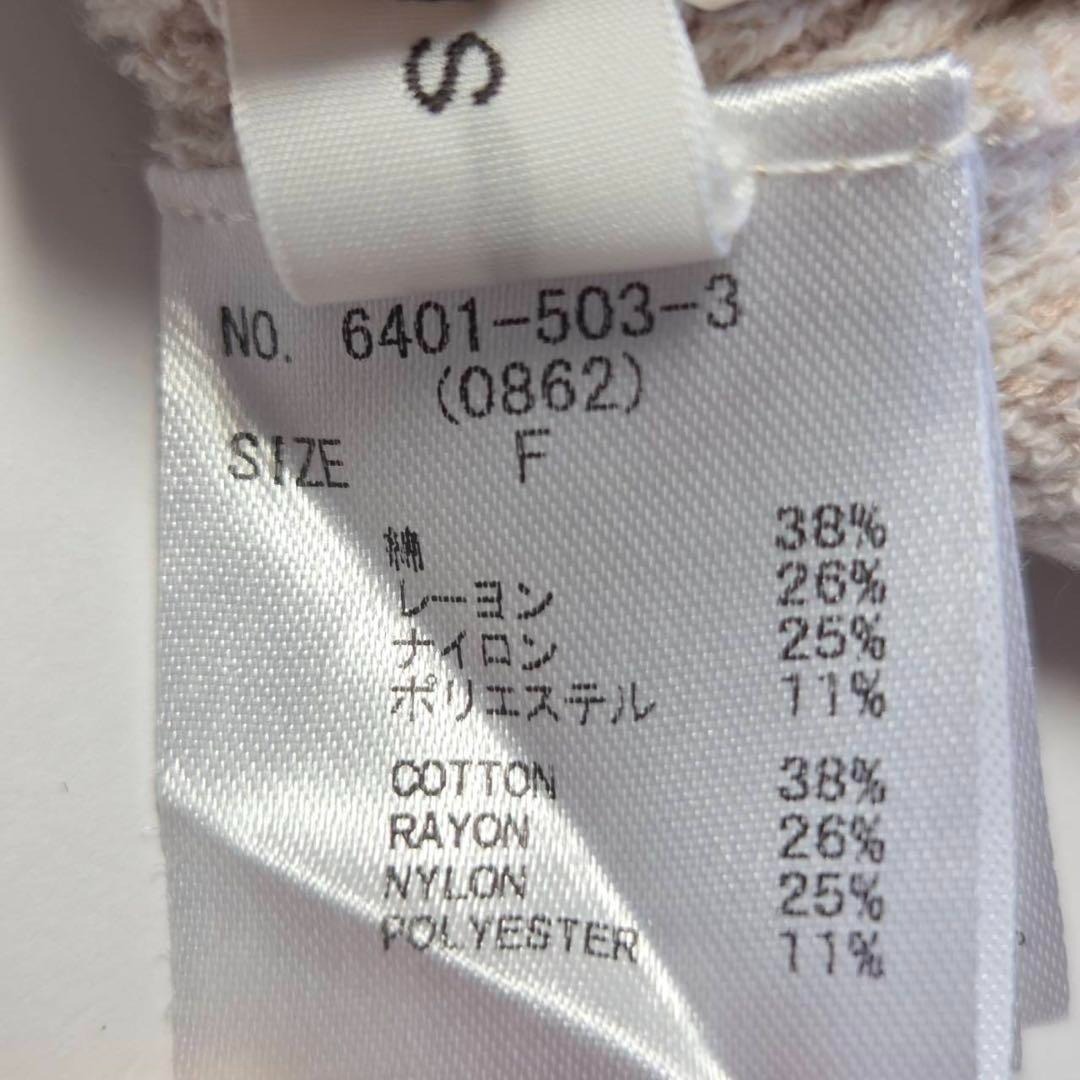 S
NO. 6401-503-3
(0862)
SIZE F
綿 38%
レーヨン 26%
ナイロン 25%
ポリエステル 11%
COTTON 38%
RAYON 26%
NYLON 25%
POLYESTER 11%